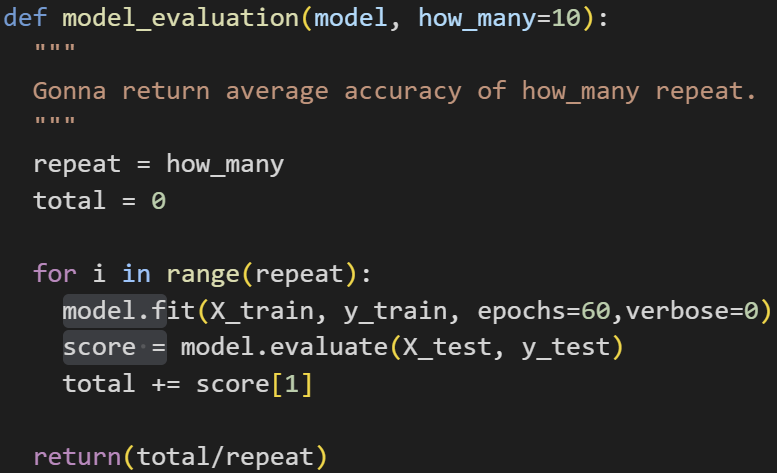 def model_evaluation(model, how_many=10):
  """
  Gonna return average accuracy of how_many repeat.
  """
  repeat = how_many
  total = 0

  for i in range(repeat):
    model.fit(X_train, y_train, epochs=60,verbose=0)
    score = model.evaluate(X_test, y_test)
    total += score[1]

  return(total/repeat)